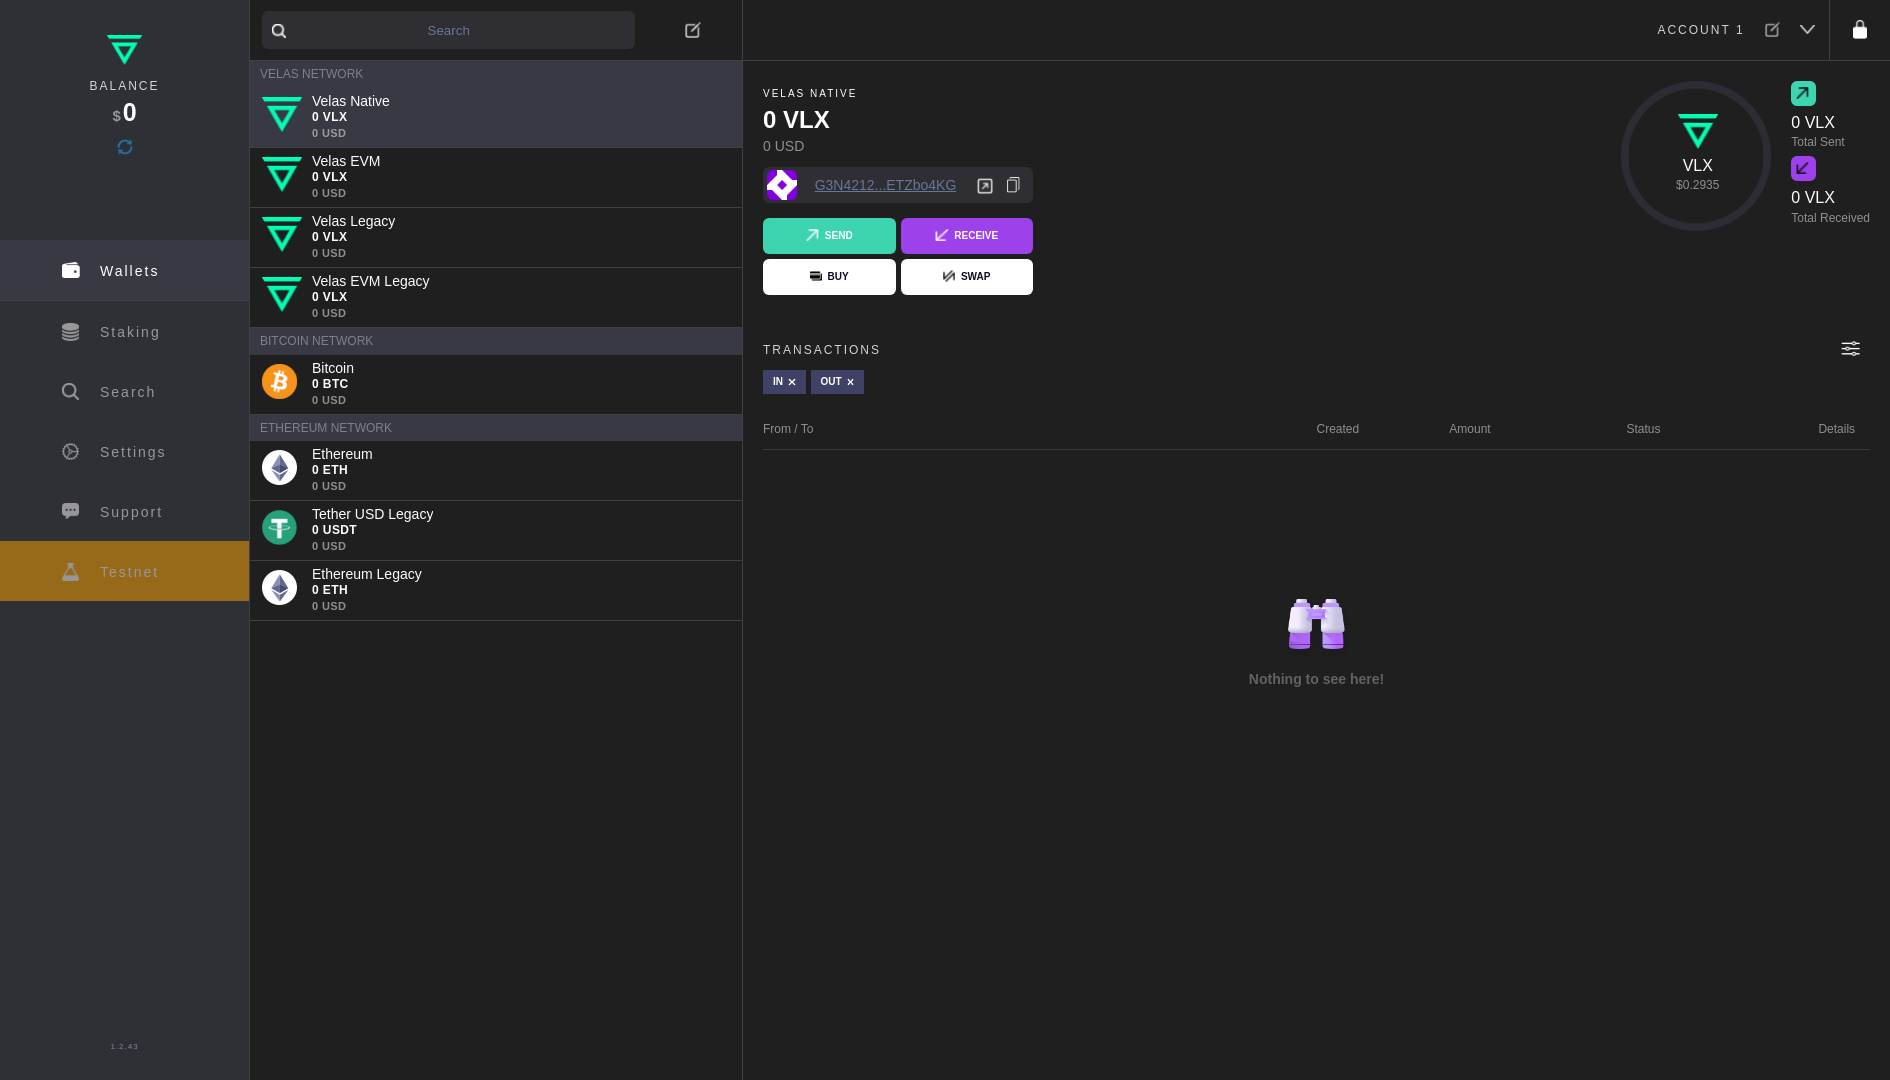 BALANCE
$0
Wallets
Staking
Search
Settings
Support
Testnet
1.2.43
Search
VELAS NETWORK
Velas Native
0 VLX
0 USD
Velas EVM
0 VLX
0 USD
Velas Legacy
0 VLX
0 USD
Velas EVM Legacy
0 VLX
0 USD
BITCOIN NETWORK
Bitcoin
0 BTC
0 USD
ETHEREUM NETWORK
Ethereum
0 ETH
0 USD
Tether USD Legacy
0 USDT
0 USD
Ethereum Legacy
0 ETH
0 USD
ACCOUNT 1
VELAS NATIVE
0 VLX
0 USD
G3N4212...ETZbo4KG
SEND
RECEIVE
BUY
SWAP
VLX
$0.2935
0 VLX
Total Sent
0 VLX
Total Received
TRANSACTIONS
IN ×
OUT ×
From / To Created Amount Status Details
Nothing to see here!